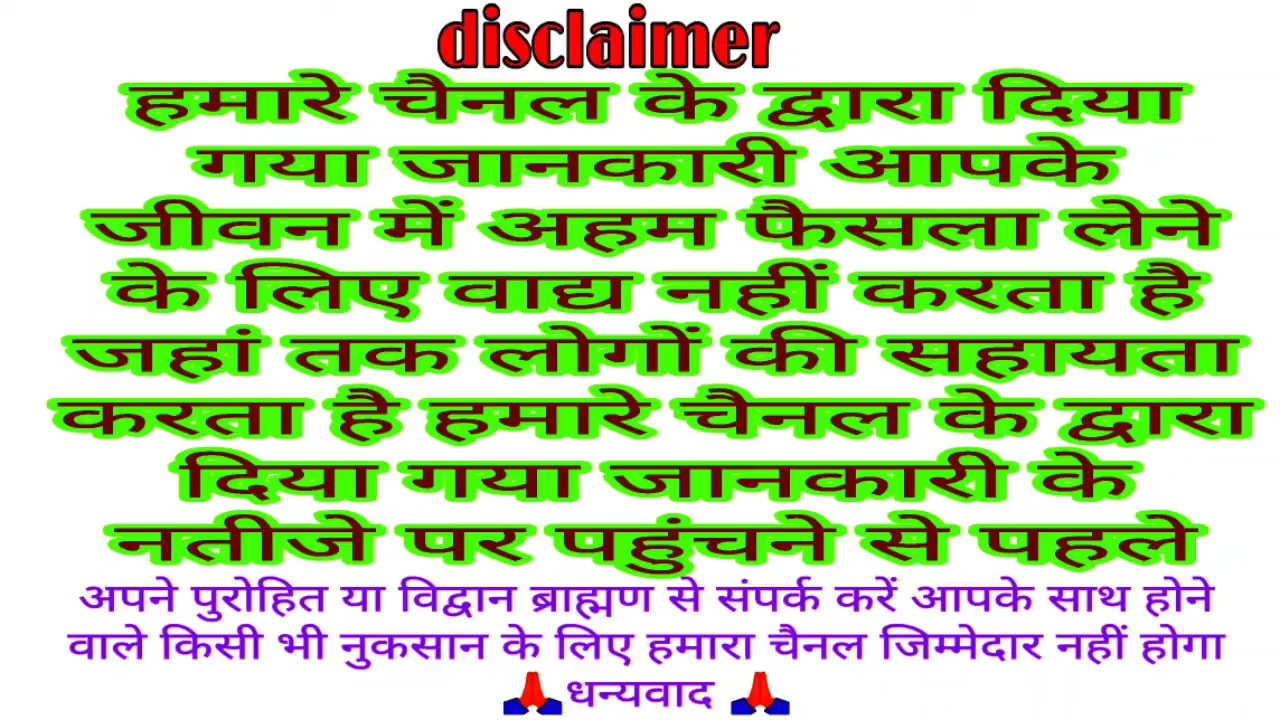 disclaimer
हमारे चैनल के द्वारा दिया
गया जानकारी आपके
जीवन में अहम फैसला लेने
के लिए वाद्य नहीं करता है
जहां तक लोगों की सहायता
करता है हमारे चैनल के द्वारा
दिया गया जानकारी के
नतीजे पर पहुंचने से पहले
अपने पुरोहित या विद्वान ब्राह्मण से संपर्क करें आपके साथ होने
वाले किसी भी नुकसान के लिए हमारा चैनल जिम्मेदार नहीं होगा
🙏धन्यवाद 🙏